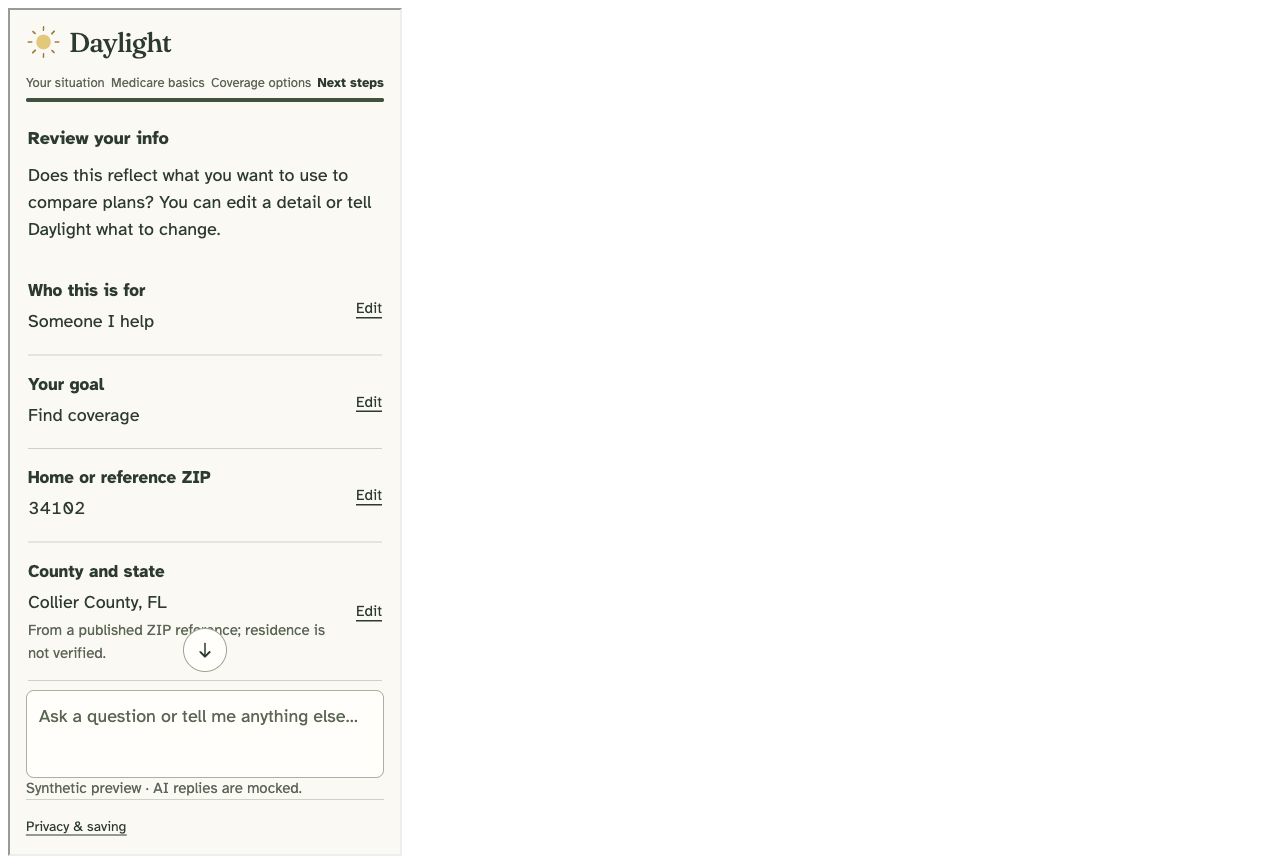 Daylight
Your situation Medicare basics Coverage options Next steps
Review your info
Does this reflect what you want to use to
compare plans? You can edit a detail or tell
Daylight what to change.
Who this is for
Someone I help
Edit
Your goal
Find coverage
Edit
Home or reference ZIP
34102
Edit
County and state
Collier County, FL
Edit
From a published ZIP reference; residence is
not verified.
Ask a question or tell me anything else...
Synthetic preview · AI replies are mocked.
Privacy & saving